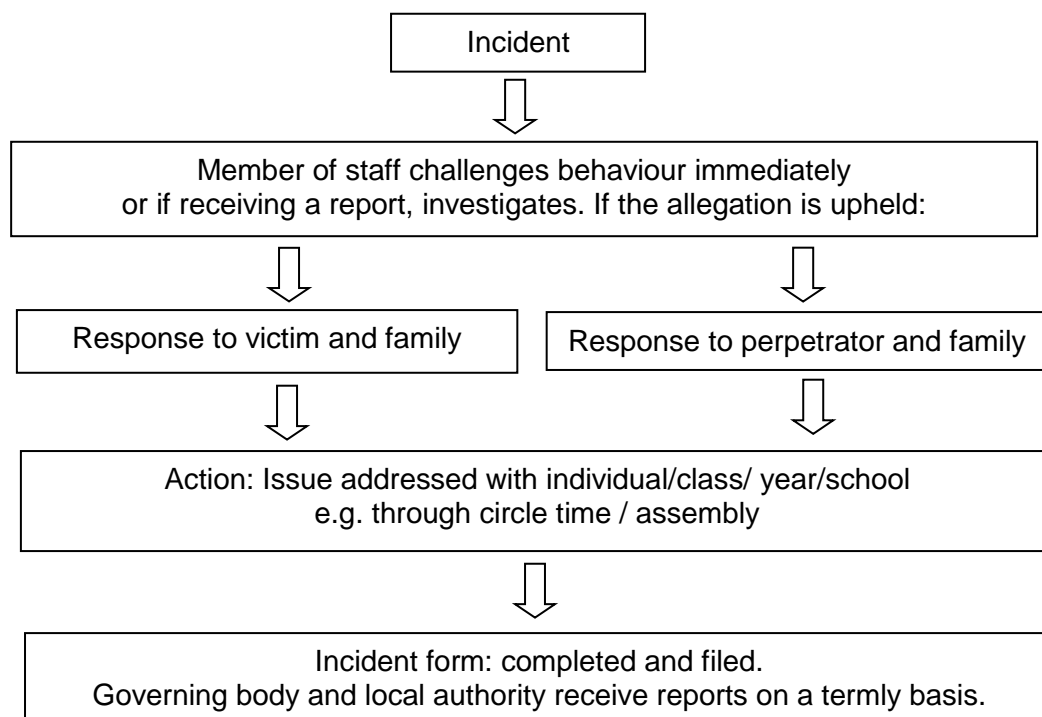 Incident
Member of staff challenges behaviour immediately
or if receiving a report, investigates. If the allegation is upheld:
Response to victim and family
Response to perpetrator and family
Action: Issue addressed with individual/class/ year/school
e.g. through circle time / assembly
Incident form: completed and filed.
Governing body and local authority receive reports on a termly basis.